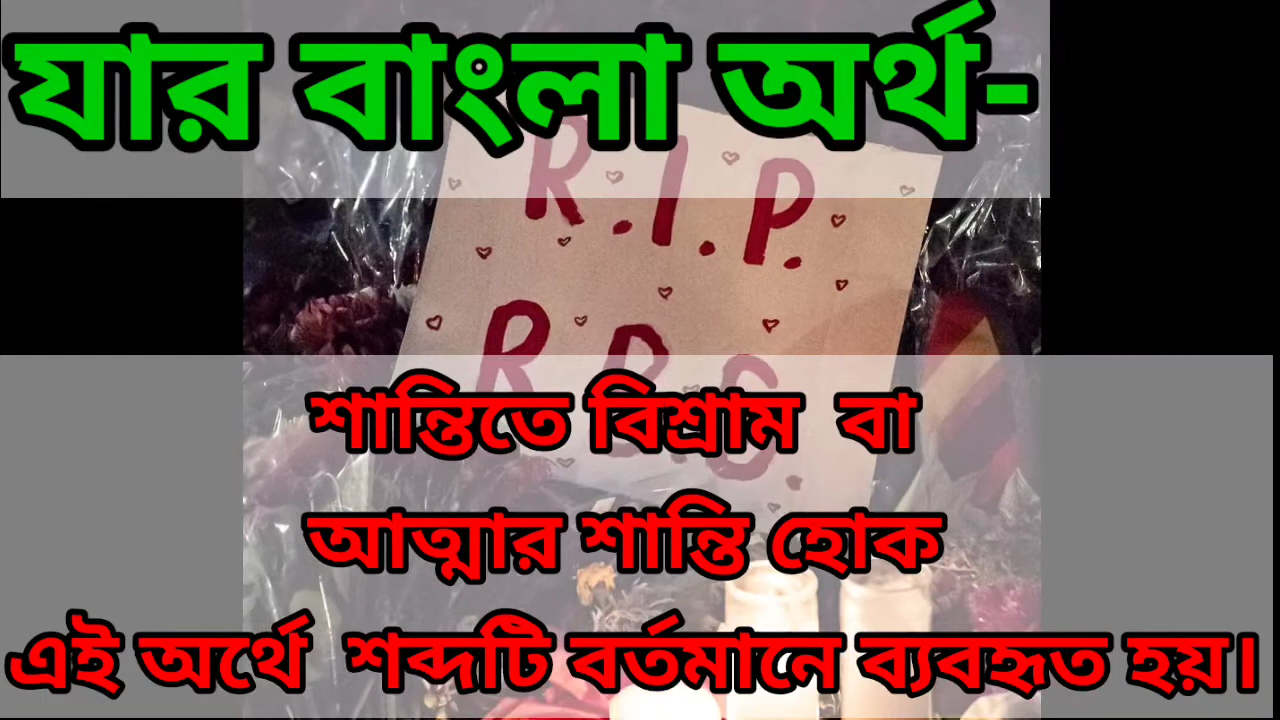 যার বাংলা অর্থ-
R.I.P.
R.B.G.
শান্তিতে বিশ্রাম বা
আত্মার শান্তি হোক
এই অর্থে শব্দটি বর্তমানে ব্যবহৃত হয়।